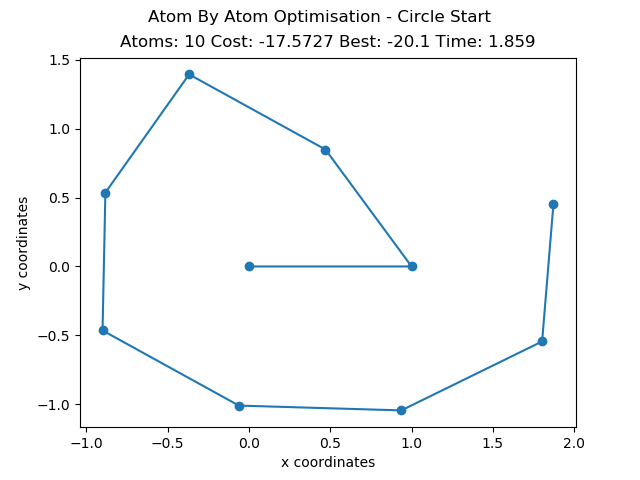 Atom By Atom Optimisation - Circle Start
Atoms: 10 Cost: -17.5727 Best: -20.1 Time: 1.859
1.5
1.0
0.5
0.0
−0.5
−1.0
y coordinates
−1.0 −0.5 0.0 0.5 1.0 1.5 2.0
x coordinates